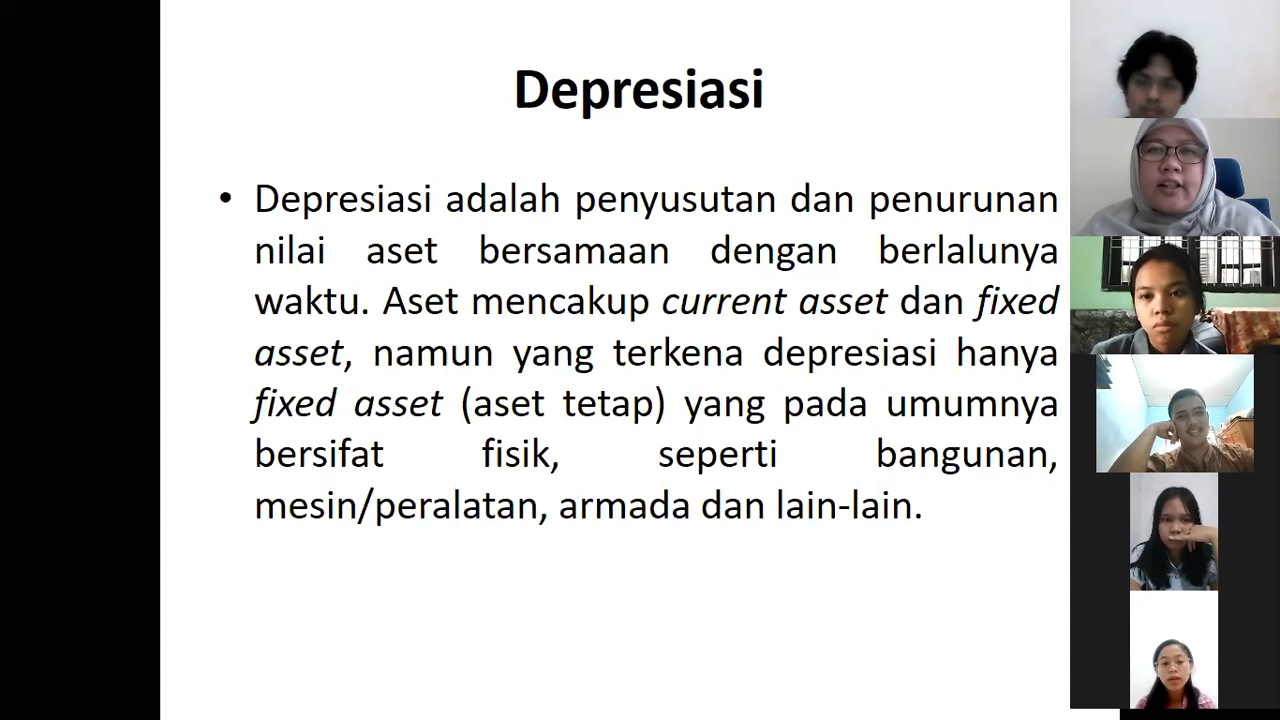 Depresiasi
• Depresiasi adalah penyusutan dan penurunan
nilai aset bersamaan dengan berlalunya
waktu. Aset mencakup current asset dan fixed
asset, namun yang terkena depresiasi hanya
fixed asset (aset tetap) yang pada umumnya
bersifat fisik, seperti bangunan,
mesin/peralatan, armada dan lain-lain.